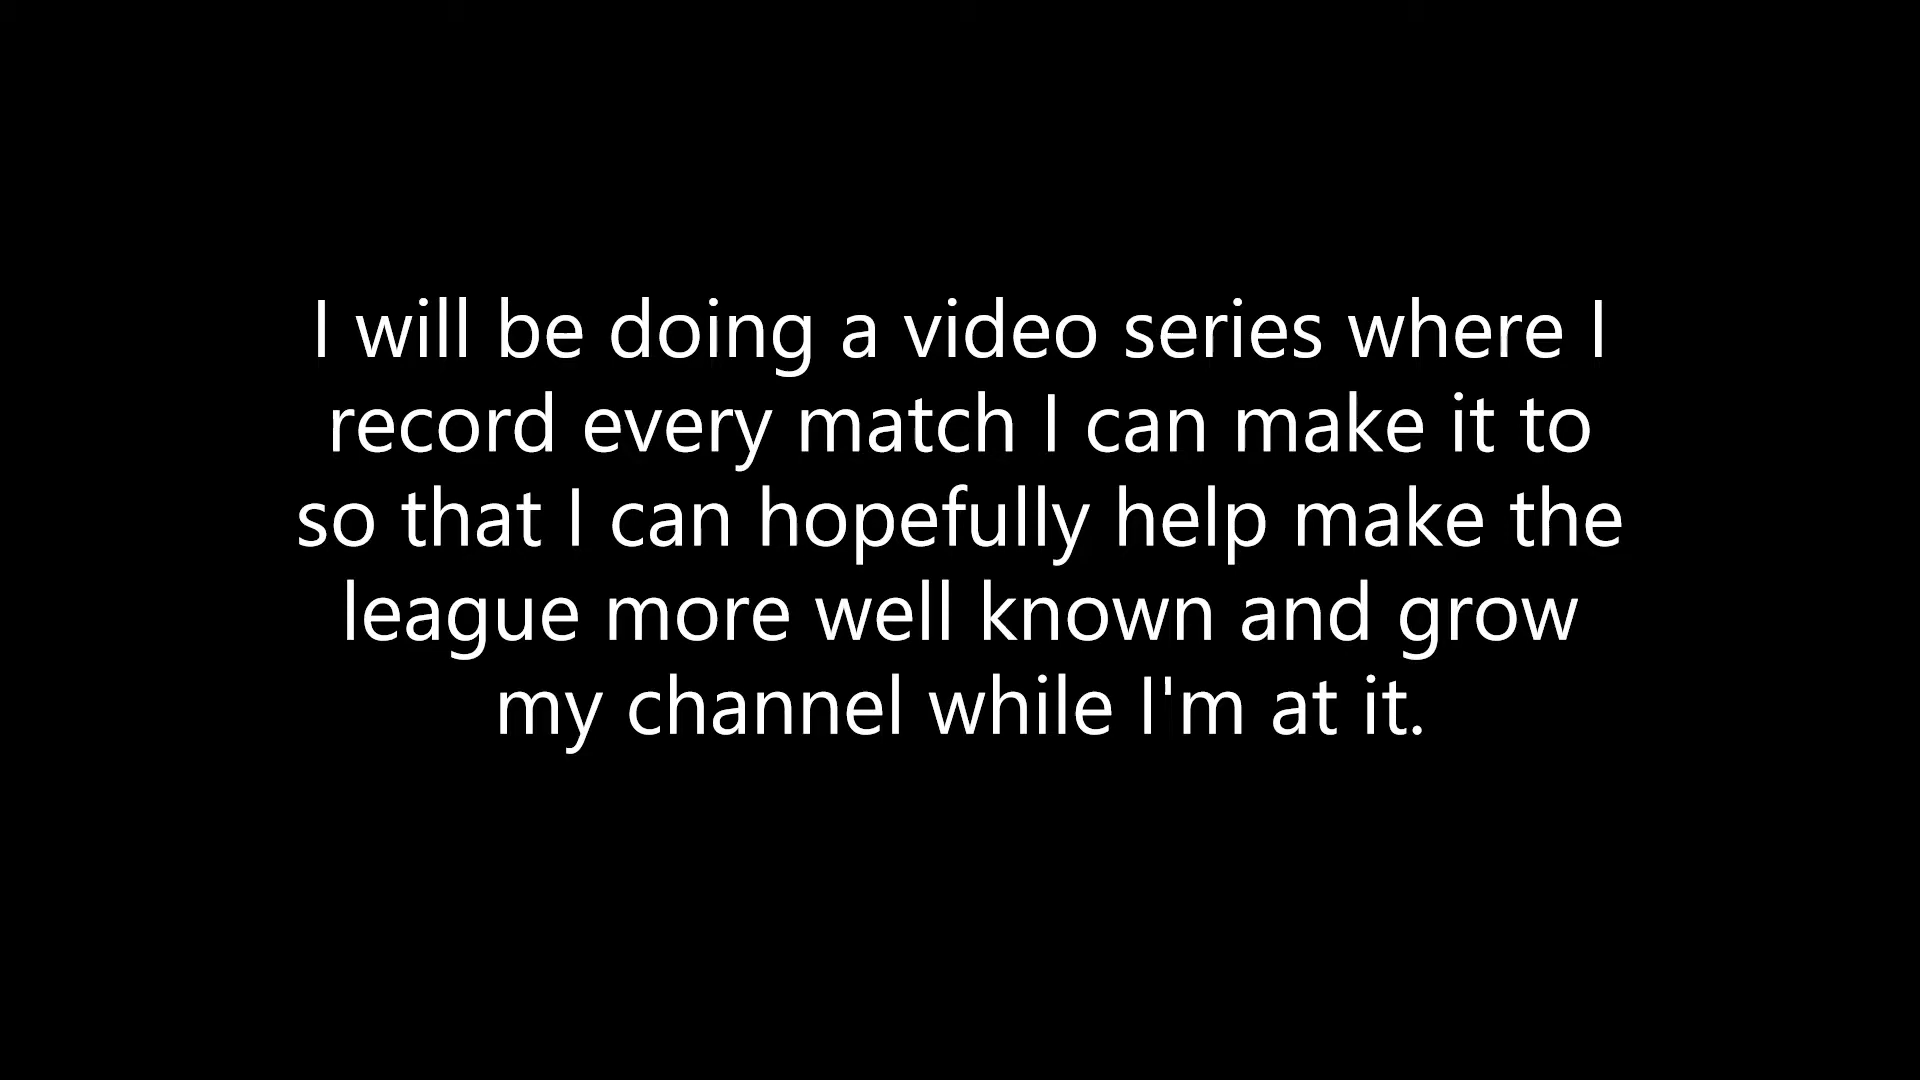 I will be doing a video series where I
record every match I can make it to
so that I can hopefully help make the
league more well known and grow
my channel while I'm at it.